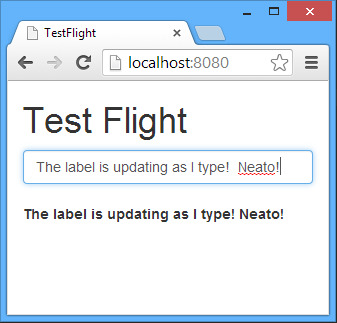 TestFlight
localhost:8080
Test Flight
The label is updating as I type!  Neato!
The label is updating as I type! Neato!